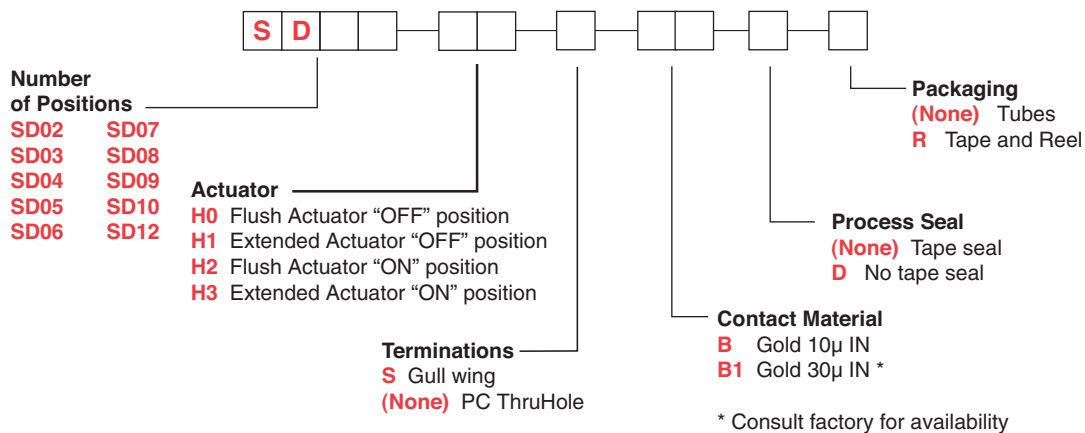 S D
Number
of Positions
SD02 SD07
SD03 SD08
SD04 SD09
SD05 SD10
SD06 SD12
Actuator
H0 Flush Actuator “OFF” position
H1 Extended Actuator “OFF” position
H2 Flush Actuator “ON” position
H3 Extended Actuator “ON” position
Terminations
S Gull wing
(None) PC ThruHole
Contact Material
B Gold 10µ IN
B1 Gold 30µ IN *
* Consult factory for availability
Process Seal
(None) Tape seal
D No tape seal
Packaging
(None) Tubes
R Tape and Reel